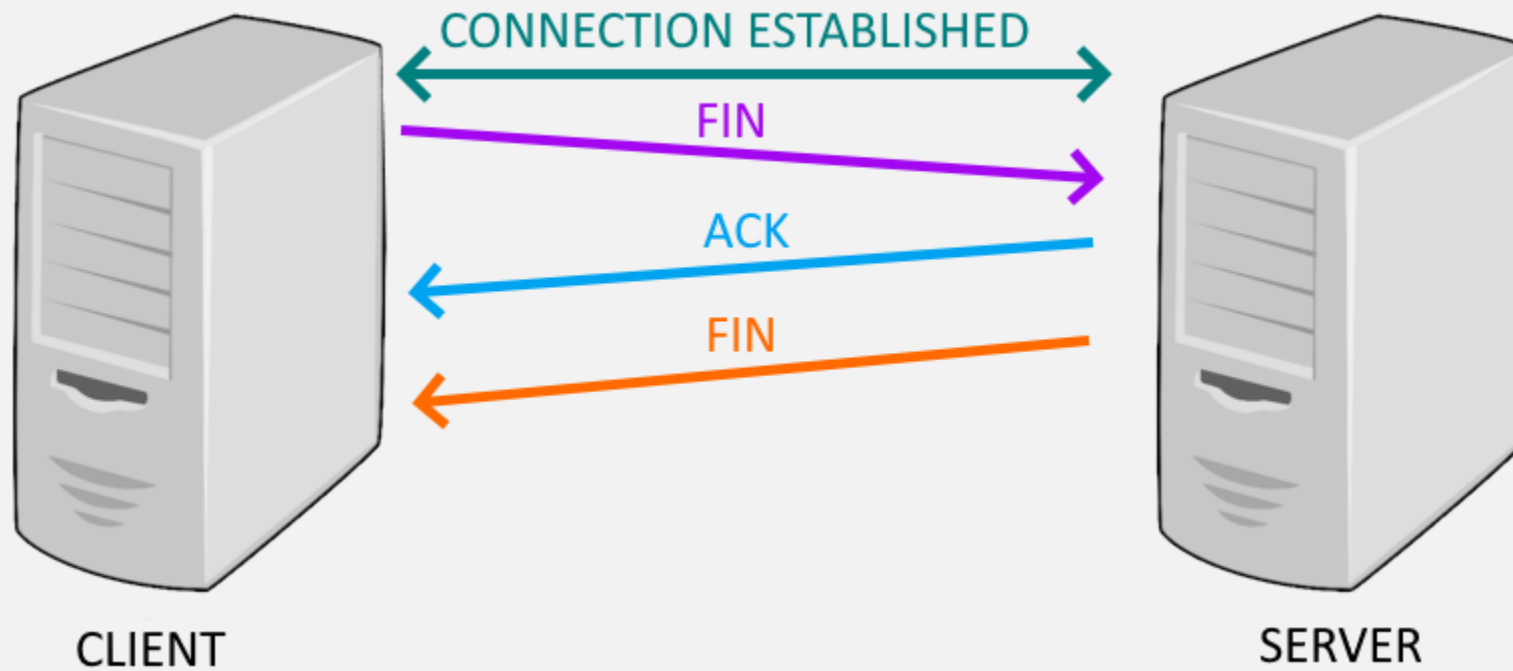 CONNECTION ESTABLISHED
FIN
ACK
FIN
CLIENT
SERVER